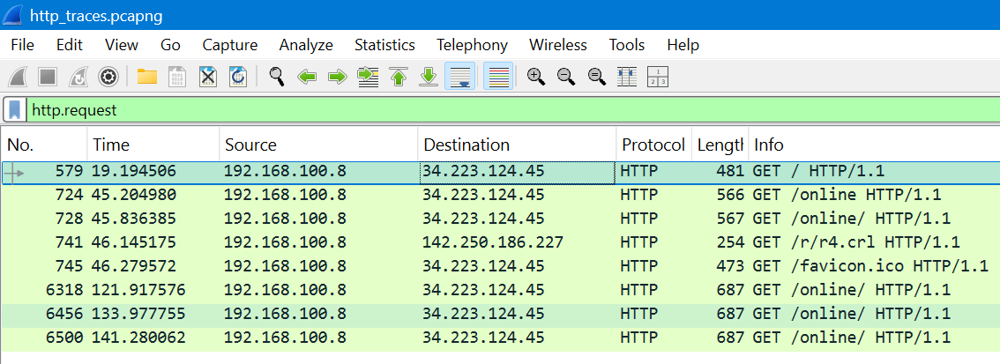 http_traces.pcapng
File Edit View Go Capture Analyze Statistics Telephony Wireless Tools Help
http.request
No. Time Source Destination Protocol Length Info
579 19.194506 192.168.100.8 34.223.124.45 HTTP 481 GET / HTTP/1.1
724 45.204980 192.168.100.8 34.223.124.45 HTTP 566 GET /online HTTP/1.1
728 45.836385 192.168.100.8 34.223.124.45 HTTP 567 GET /online/ HTTP/1.1
741 46.145175 192.168.100.8 142.250.186.227 HTTP 254 GET /r/r4.crl HTTP/1.1
745 46.279572 192.168.100.8 34.223.124.45 HTTP 473 GET /favicon.ico HTTP/1.1
6318 121.917576 192.168.100.8 34.223.124.45 HTTP 687 GET /online/ HTTP/1.1
6456 133.977755 192.168.100.8 34.223.124.45 HTTP 687 GET /online/ HTTP/1.1
6500 141.280062 192.168.100.8 34.223.124.45 HTTP 687 GET /online/ HTTP/1.1